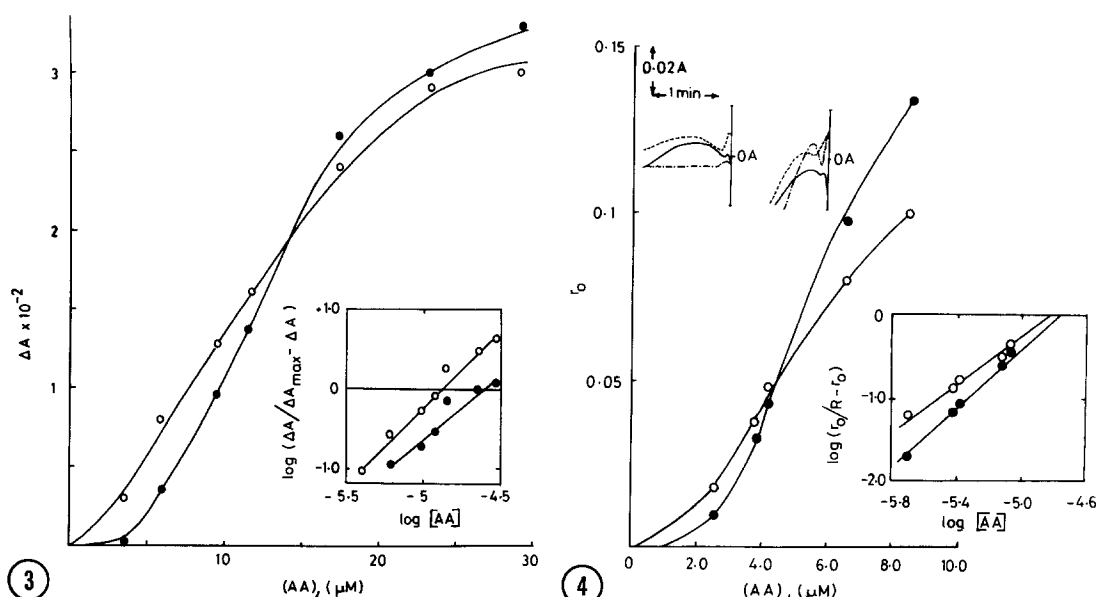 3
2
1
ΔA x 10⁻²
0
10
20
30
(AA), (μM)
+1·0
0
-1·0
log (ΔA/ΔAmax- ΔA)
-5·5
-5
-4·5
log [AA]
3
0·15
0·1
0·05
r₀
0·02A
1 min
0A
0A
2.0
4·0
6·0
8·0
10·0
(AA), (μM)
0
-1·0
-2.0
log (r₀/R-r₀)
-5.8
-5.4
-5.0
-4.6
log [AA]
4